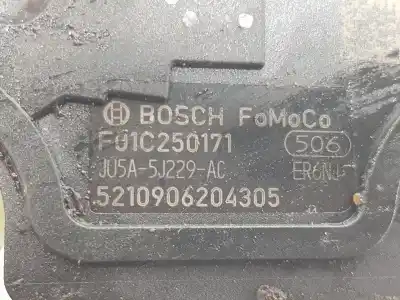 BOSCH FoMoCo
F01C250171 506
JU5A-5J229-AC ER6NJ
5210906204305